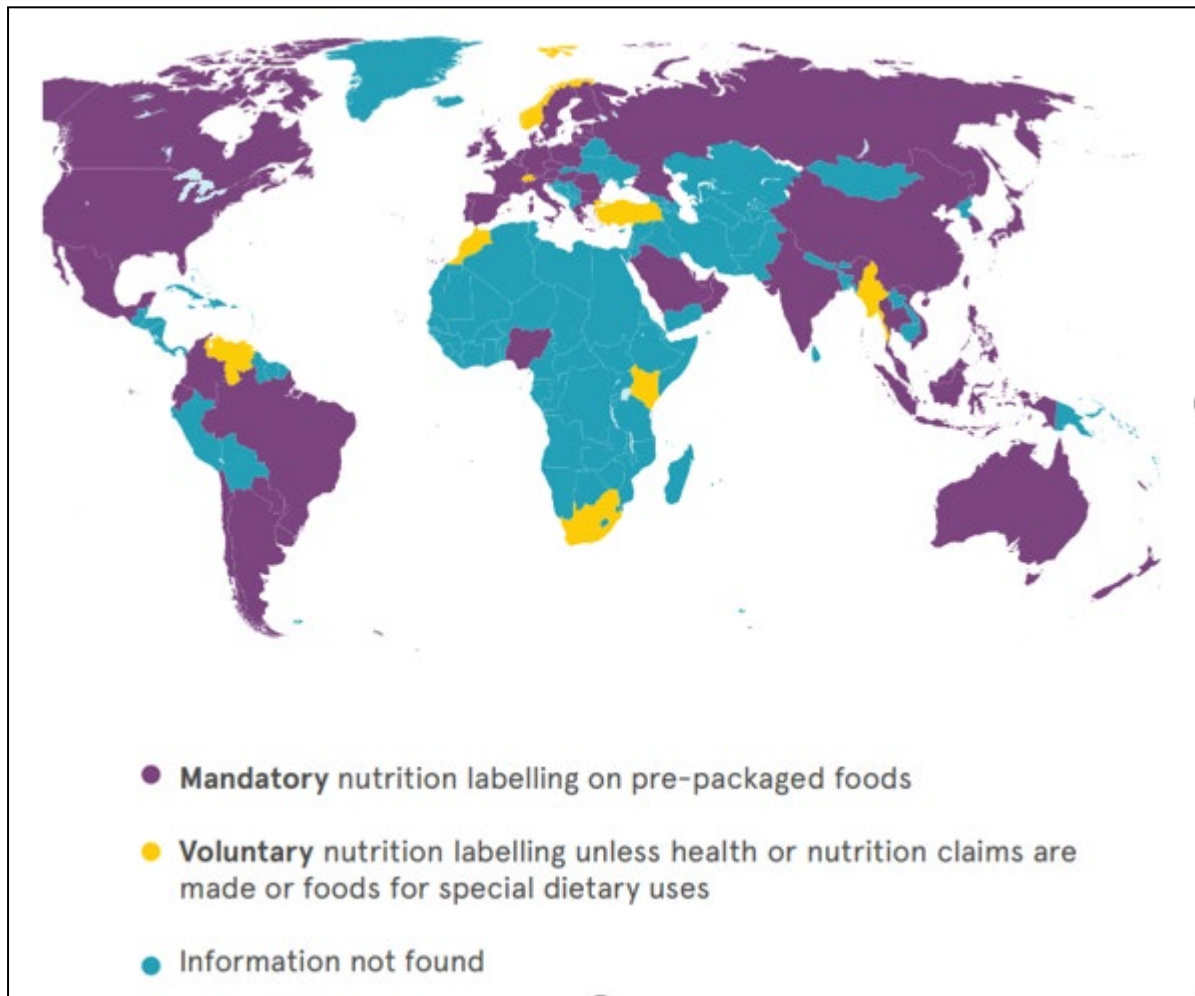 Mandatory nutrition labelling on pre-packaged foods
Voluntary nutrition labelling unless health or nutrition claims are
made or foods for special dietary uses
Information not found